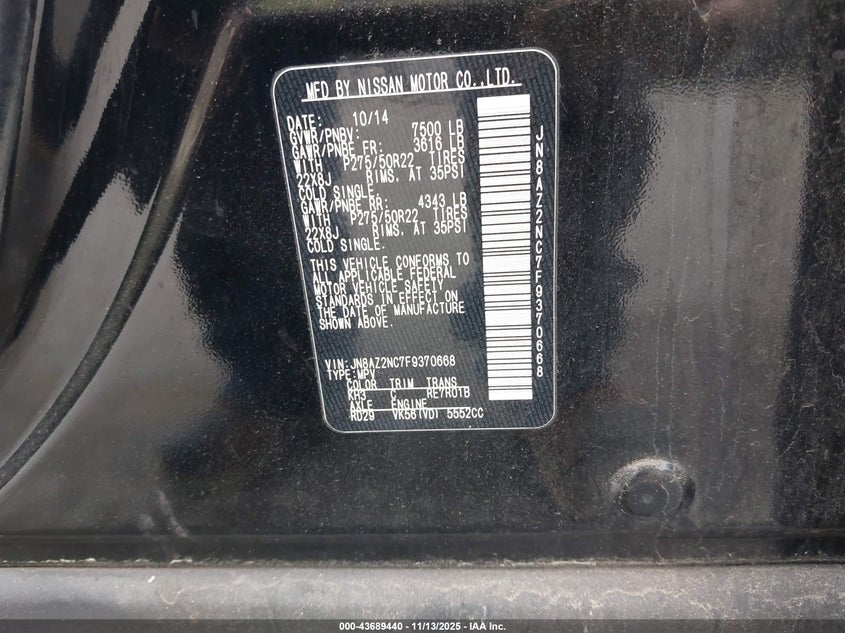 MFD BY NISSAN MOTOR CO.,LTD.
DATE: 10/14
GVWR/PNBV: 7500 LB
GAWR/PNBE FR: 3616 LB
WITH P275/50R22 TIRES
22X8J RIMS, AT 35PSI
COLD SINGLE.
GAWR/PNBE RR: 4343 LB
WITH P275/50R22 TIRES
22X8J RIMS, AT 35PSI
COLD SINGLE.
THIS VEHICLE CONFORMS TO
ALL APPLICABLE FEDERAL
MOTOR VEHICLE SAFETY
STANDARDS IN EFFECT ON
THE DATE OF MANUFACTURE
SHOWN ABOVE.
VIN:JN8AZ2NC7F9370668
TYPE:MPV
COLOR TRIM TRANS
KH3 C RE7R01B
AXLE ENGINE
RD29 VK56(VD) 5552CC
JN8AZ2NC7F9370668
000-43689440 - 11/13/2025 - IAA Inc.